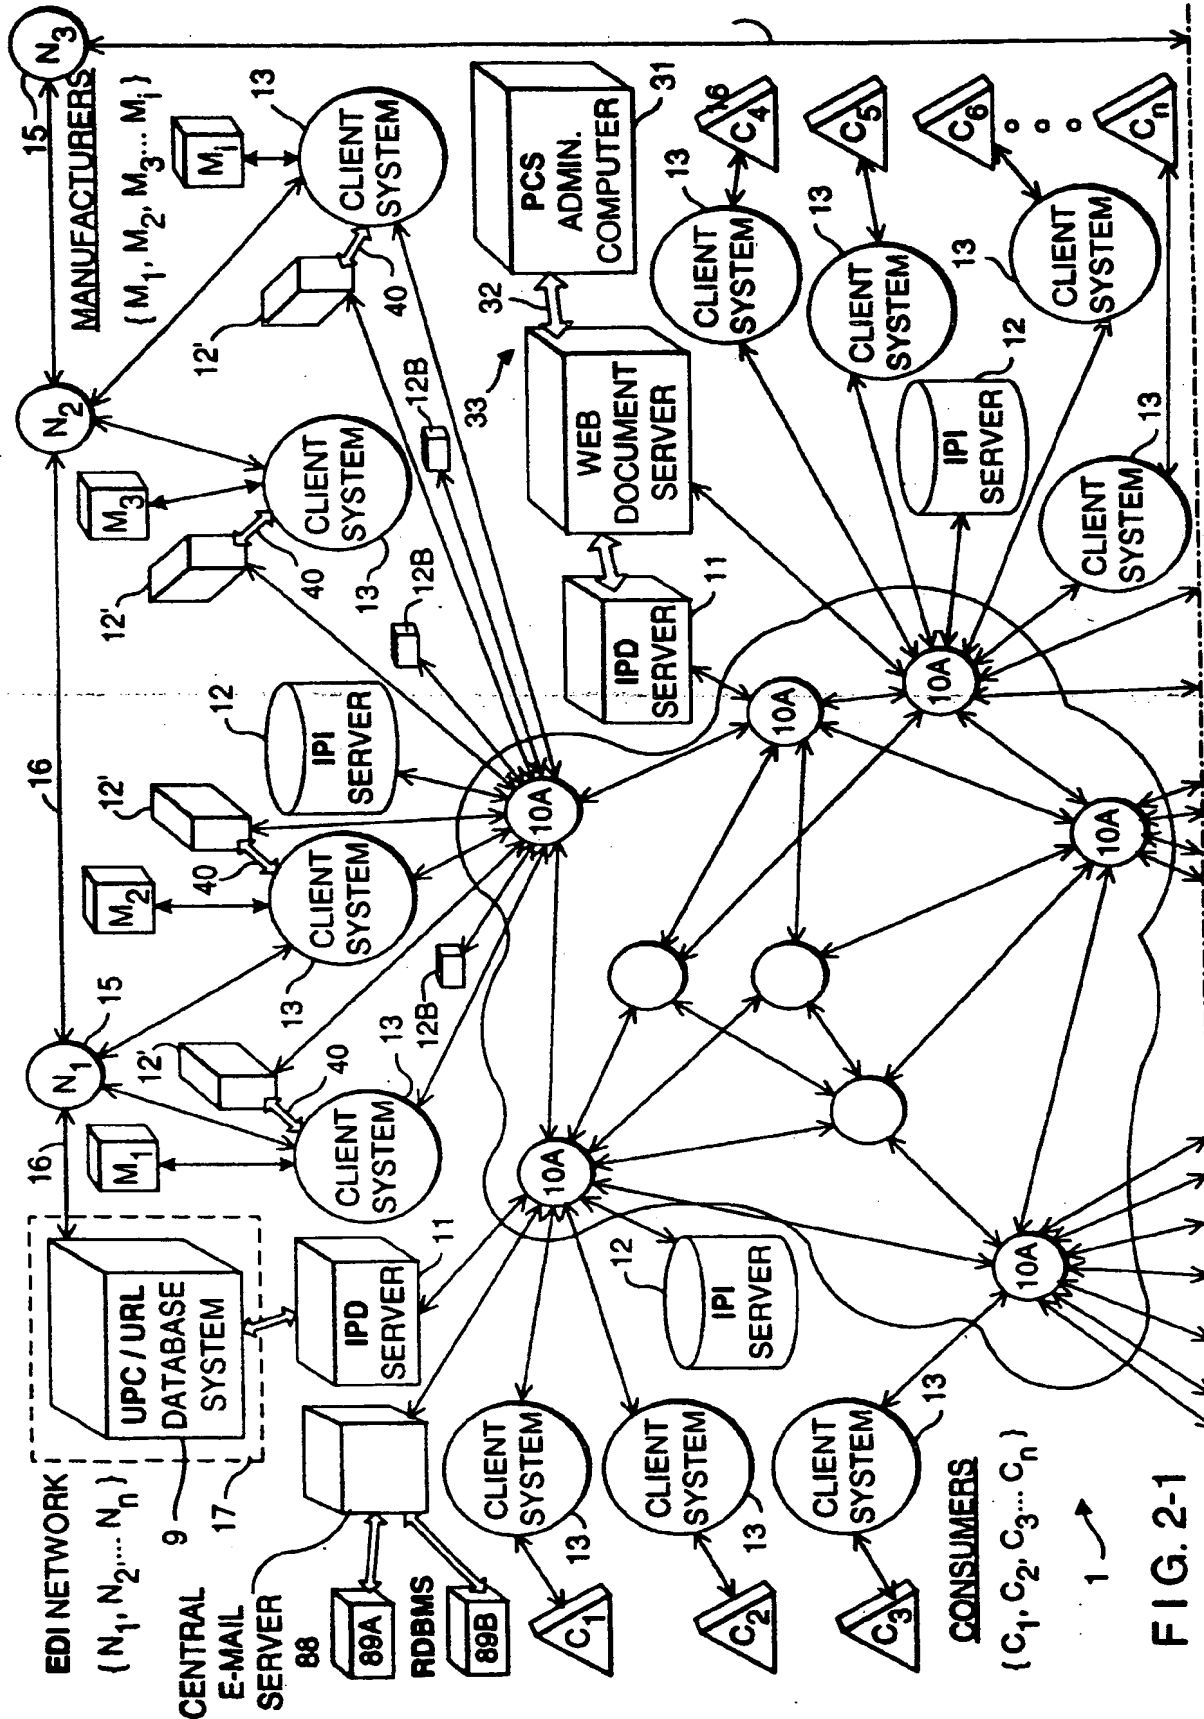 EDI NETWORK
{N1, N2,... Nn}
9
17
UPC / URL
DATABASE
SYSTEM
16
N1
15
16
N2
15
N3
MANUFACTURERS
{M1, M2, M3... Mi}
M1
12'
40
CLIENT
SYSTEM
13
M2
12'
40
CLIENT
SYSTEM
13
12
IPI
SERVER
M3
12'
40
CLIENT
SYSTEM
13
Mi
12'
40
CLIENT
SYSTEM
13
12B
12B
12B
CENTRAL
E-MAIL
SERVER
88
89A
RDBMS
89B
IPD
SERVER
11
10A
10A
IPD
SERVER
11
WEB
DOCUMENT
SERVER
33
32
PCS
ADMIN.
COMPUTER
31
C1
CLIENT
SYSTEM
13
C2
CLIENT
SYSTEM
13
C3
CLIENT
SYSTEM
13
12
IPI
SERVER
10A
10A
10A
10A
CLIENT
SYSTEM
13
16
C4
CLIENT
SYSTEM
13
C5
CLIENT
SYSTEM
13
C6
IPI
SERVER
12
CLIENT
SYSTEM
13
Cn
CONSUMERS
{C1, C2, C3... Cn}
1
FIG. 2-1